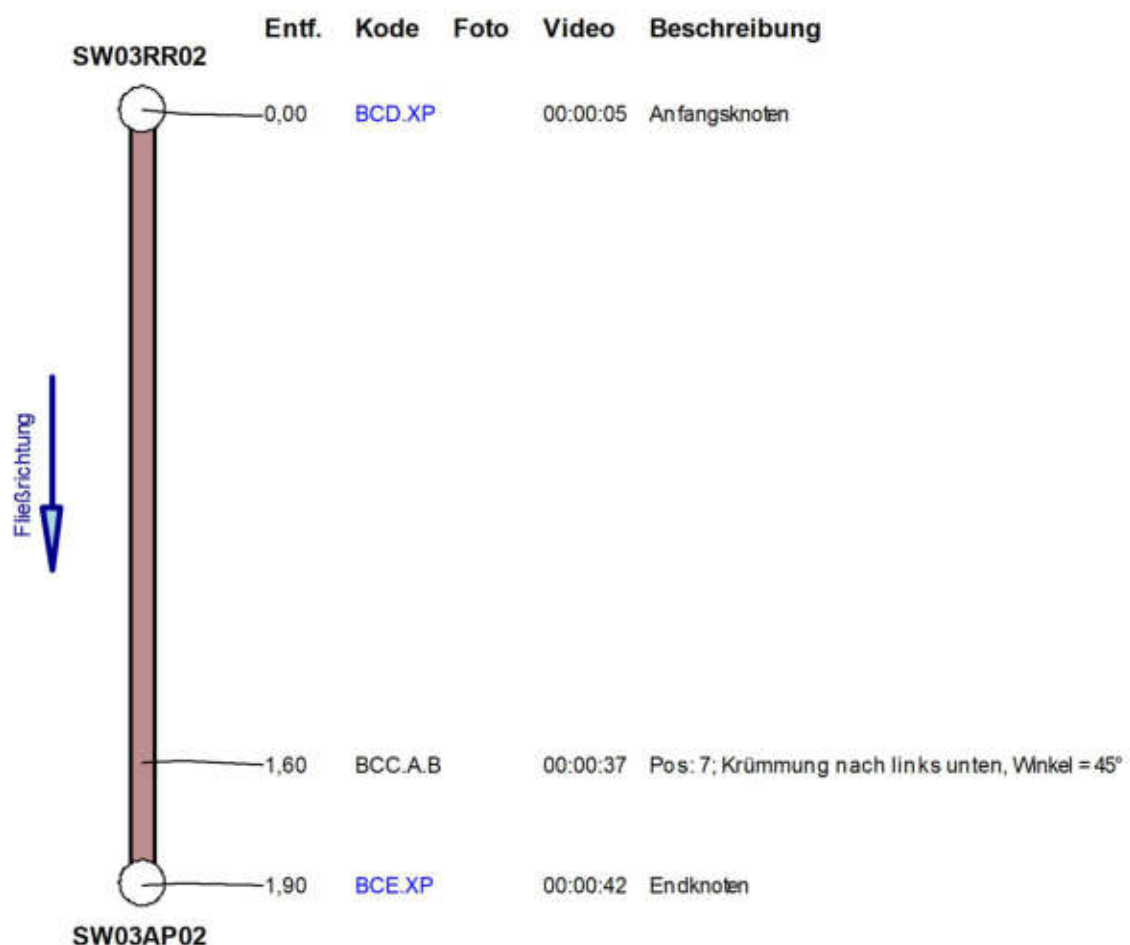 Entf. Kode Foto Video Beschreibung
SW03RR02
0,00 BCD.XP 00:00:05 Anfangsknoten
Fließrichtung
1,60 BCC.A.B 00:00:37 Pos: 7; Krümmung nach links unten, Winkel = 45°
1,90 BCE.XP 00:00:42 Endknoten
SW03AP02